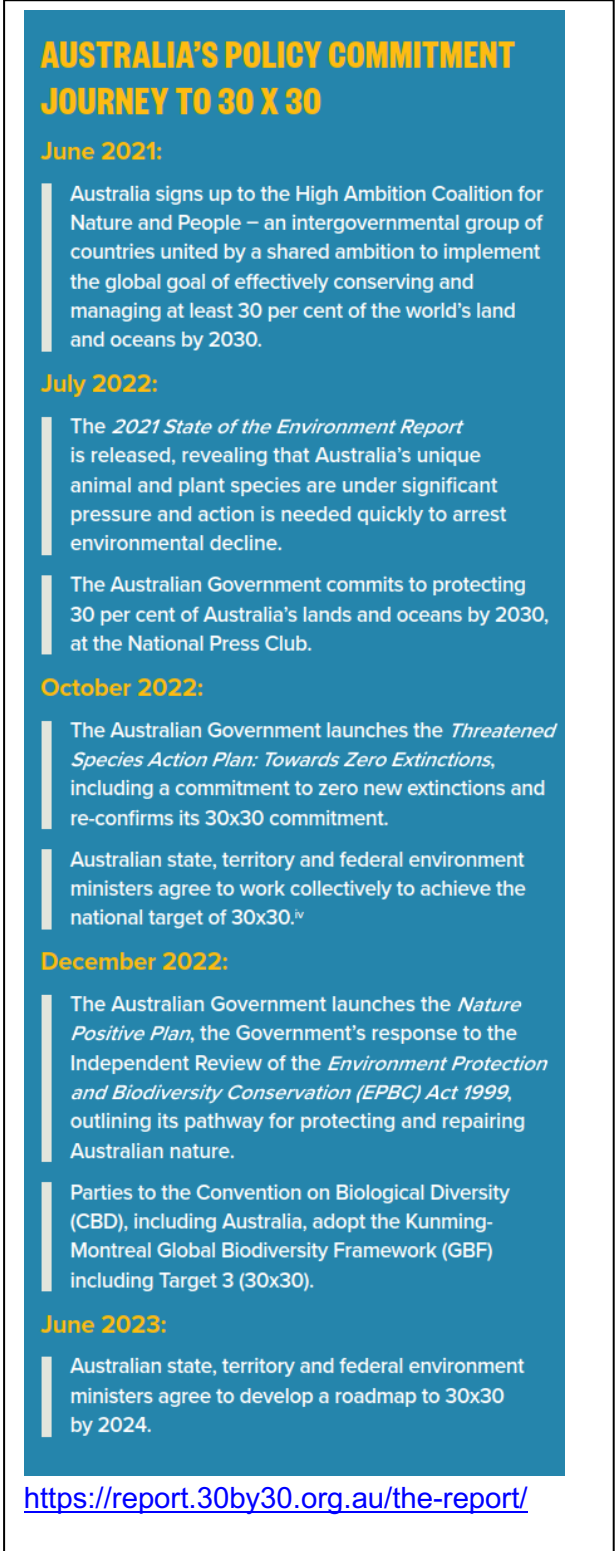 AUSTRALIA'S POLICY COMMITMENT
JOURNEY TO 30 X 30
June 2021:
Australia signs up to the High Ambition Coalition for
Nature and People – an intergovernmental group of
countries united by a shared ambition to implement
the global goal of effectively conserving and
managing at least 30 per cent of the world's land
and oceans by 2030.
July 2022:
The 2021 State of the Environment Report
is released, revealing that Australia's unique
animal and plant species are under significant
pressure and action is needed quickly to arrest
environmental decline.
The Australian Government commits to protecting
30 per cent of Australia's lands and oceans by 2030,
at the National Press Club.
October 2022:
The Australian Government launches the Threatened
Species Action Plan: Towards Zero Extinctions,
including a commitment to zero new extinctions and
re-confirms its 30x30 commitment.
Australian state, territory and federal environment
ministers agree to work collectively to achieve the
national target of 30x30.iv
December 2022:
The Australian Government launches the Nature
Positive Plan, the Government's response to the
Independent Review of the Environment Protection
and Biodiversity Conservation (EPBC) Act 1999,
outlining its pathway for protecting and repairing
Australian nature.
Parties to the Convention on Biological Diversity
(CBD), including Australia, adopt the Kunming-
Montreal Global Biodiversity Framework (GBF)
including Target 3 (30x30).
June 2023:
Australian state, territory and federal environment
ministers agree to develop a roadmap to 30x30
by 2024.
https://report.30by30.org.au/the-report/